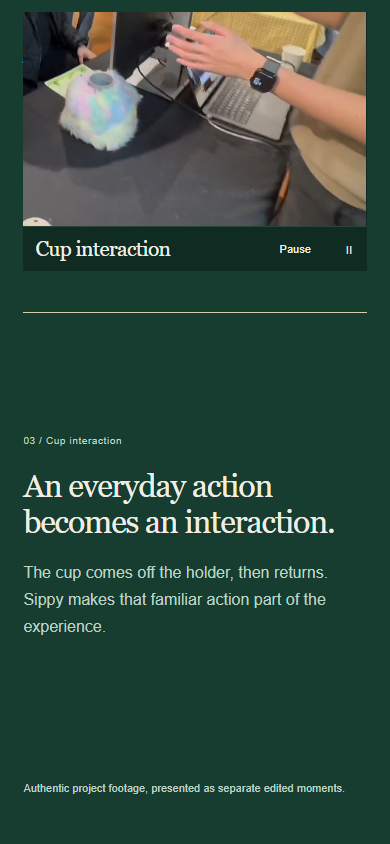 Cup interaction
Pause
03 / Cup interaction
An everyday action
becomes an interaction.
The cup comes off the holder, then returns.
Sippy makes that familiar action part of the
experience.
Authentic project footage, presented as separate edited moments.